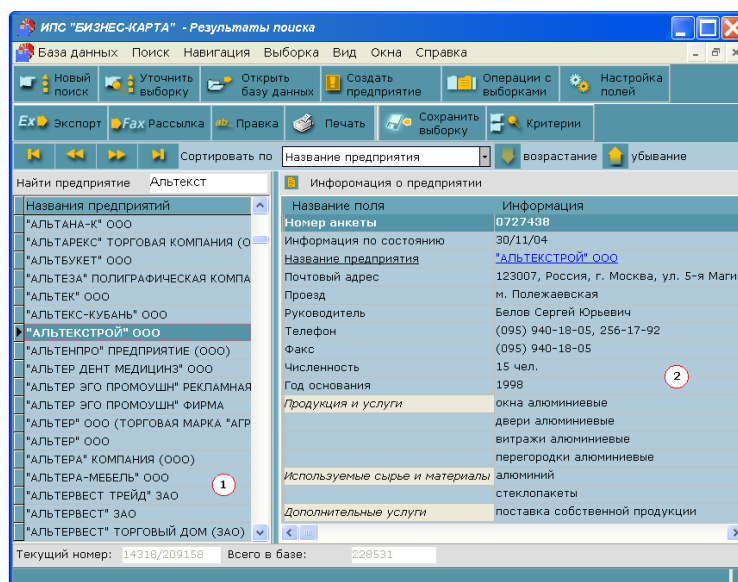 ИПС "БИЗНЕС-КАРТА" - Результаты поиска
База данных Поиск Навигация Выборка Вид Окна Справка
Новый поиск Уточнить выборку Открыть базу данных Создать предприятие Операции с выборками Настройка полей
Ex Экспорт Fax Рассылка ab. Правка Печать Сохранить выборку Критерии
Сортировать по Название предприятия возрастание убывание
Найти предприятие Альтекст
Названия предприятий
"АЛЬТАНА-К" ООО
"АЛЬТАРЕКС" ТОРГОВАЯ КОМПАНИЯ (О
"АЛЬТБУКЕТ" ООО
"АЛЬТЕЗА" ПОЛИГРАФИЧЕСКАЯ КОМПА
"АЛЬТЕК" ООО
"АЛЬТЕКС-КУБАНЬ" ООО
"АЛЬТЕКСТРОЙ" ООО
"АЛЬТЕНПРО" ПРЕДПРИЯТИЕ (ООО)
"АЛЬТЕР ДЕНТ МЕДИЦИНЗ" ООО
"АЛЬТЕР ЭГО ПРОМОУШН" РЕКЛАМНАЯ
"АЛЬТЕР ЭГО ПРОМОУШН" ФИРМА
"АЛЬТЕР" ООО (ТОРГОВАЯ МАРКА "АГР
"АЛЬТЕР" ООО
"АЛЬТЕРА" КОМПАНИЯ (ООО)
"АЛЬТЕРА-МЕБЕЛЬ" ООО
"АЛЬТЕРВЕСТ ТРЕЙД" ЗАО
"АЛЬТЕРВЕСТ" ЗАО
"АЛЬТЕРВЕСТ" ТОРГОВЫЙ ДОМ (ЗАО)
1
Инфоромация о предприятии
Название поля Информация
Номер анкеты 0727438
Информация по состоянию 30/11/04
Название предприятия "АЛЬТЕКСТРОЙ" ООО
Почтовый адрес 123007, Россия, г. Москва, ул. 5-я Маги
Проезд м. Полежаевская
Руководитель Белов Сергей Юрьевич
Телефон (095) 940-18-05, 256-17-92
Факс (095) 940-18-05
Численность 15 чел.
Год основания 1998
2
Продукция и услуги окна алюминиевые
двери алюминиевые
витражи алюминиевые
перегородки алюминиевые
Используемые сырье и материалы алюминий
стеклопакеты
Дополнительные услуги поставка собственной продукции
Текущий номер: 14318/209158 Всего в базе: 228531